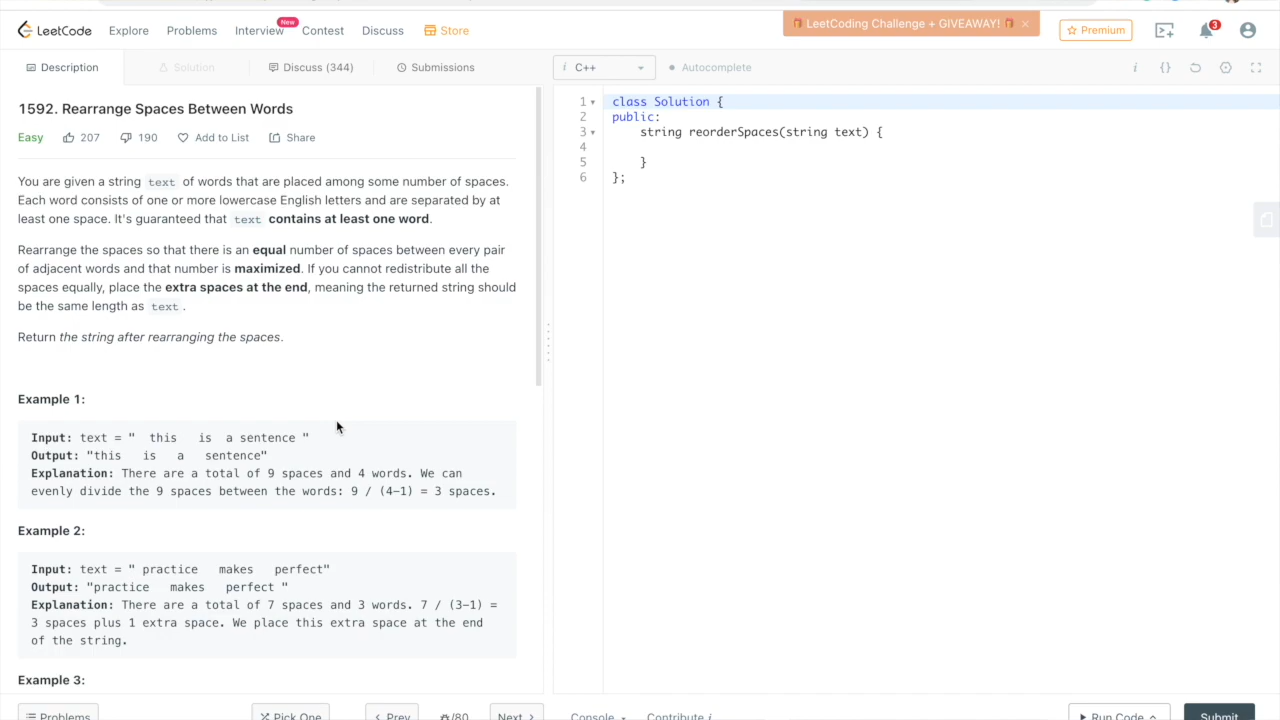 LeetCode
Explore
Problems
Interview
New
Contest
Discuss
Store
🎁 LeetCoding Challenge + GIVEAWAY! 🎁 ×
Premium
3
Description
Solution
Discuss (344)
Submissions
i C++
Autocomplete
i
{}
1592. Rearrange Spaces Between Words
Easy
207
190
Add to List
Share
You are given a string text of words that are placed among some number of spaces.
Each word consists of one or more lowercase English letters and are separated by at
least one space. It's guaranteed that text contains at least one word.
Rearrange the spaces so that there is an equal number of spaces between every pair
of adjacent words and that number is maximized. If you cannot redistribute all the
spaces equally, place the extra spaces at the end, meaning the returned string should
be the same length as text .
Return the string after rearranging the spaces.
Example 1:
Input: text = "  this   is  a sentence "
Output: "this   is   a   sentence"
Explanation: There are a total of 9 spaces and 4 words. We can
evenly divide the 9 spaces between the words: 9 / (4-1) = 3 spaces.
Example 2:
Input: text = " practice   makes   perfect"
Output: "practice   makes   perfect "
Explanation: There are a total of 7 spaces and 3 words. 7 / (3-1) =
3 spaces plus 1 extra space. We place this extra space at the end
of the string.
Example 3:
1 class Solution {
2 public:
3     string reorderSpaces(string text) {
4
5     }
6 };
Problems
Pick One
Prev
/80
Next
Console
Contribute i
Run Code
Submit